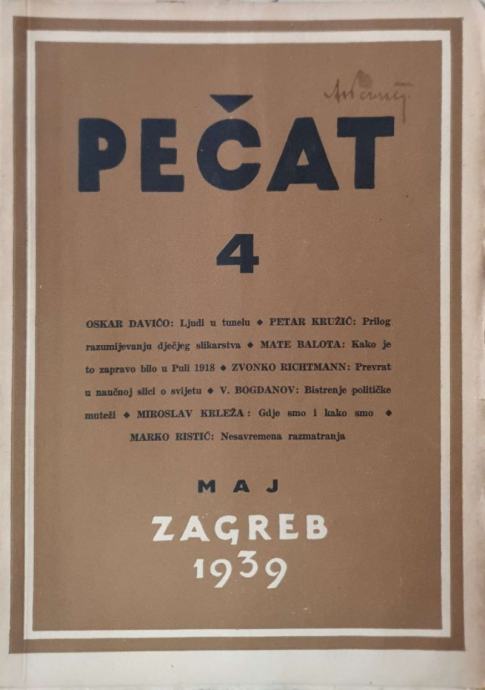 PEČAT
4
OSKAR DAVIČO: Ljudi u tunelu ◆ PETAR KRUŽIĆ: Prilog
razumijevanju dječjeg slikarstva ◆ MATE BALOTA: Kako je
to zapravo bilo u Puli 1918 ◆ ZVONKO RICHTMANN: Prevrat
u naučnoj slici o svijetu ◆ V. BOGDANOV: Bistrenje političke
muteži ◆ MIROSLAV KRLEŽA: Gdje smo i kako smo ◆
MARKO RISTIĆ: Nesavremena razmatranja
MAJ
ZAGREB
1939